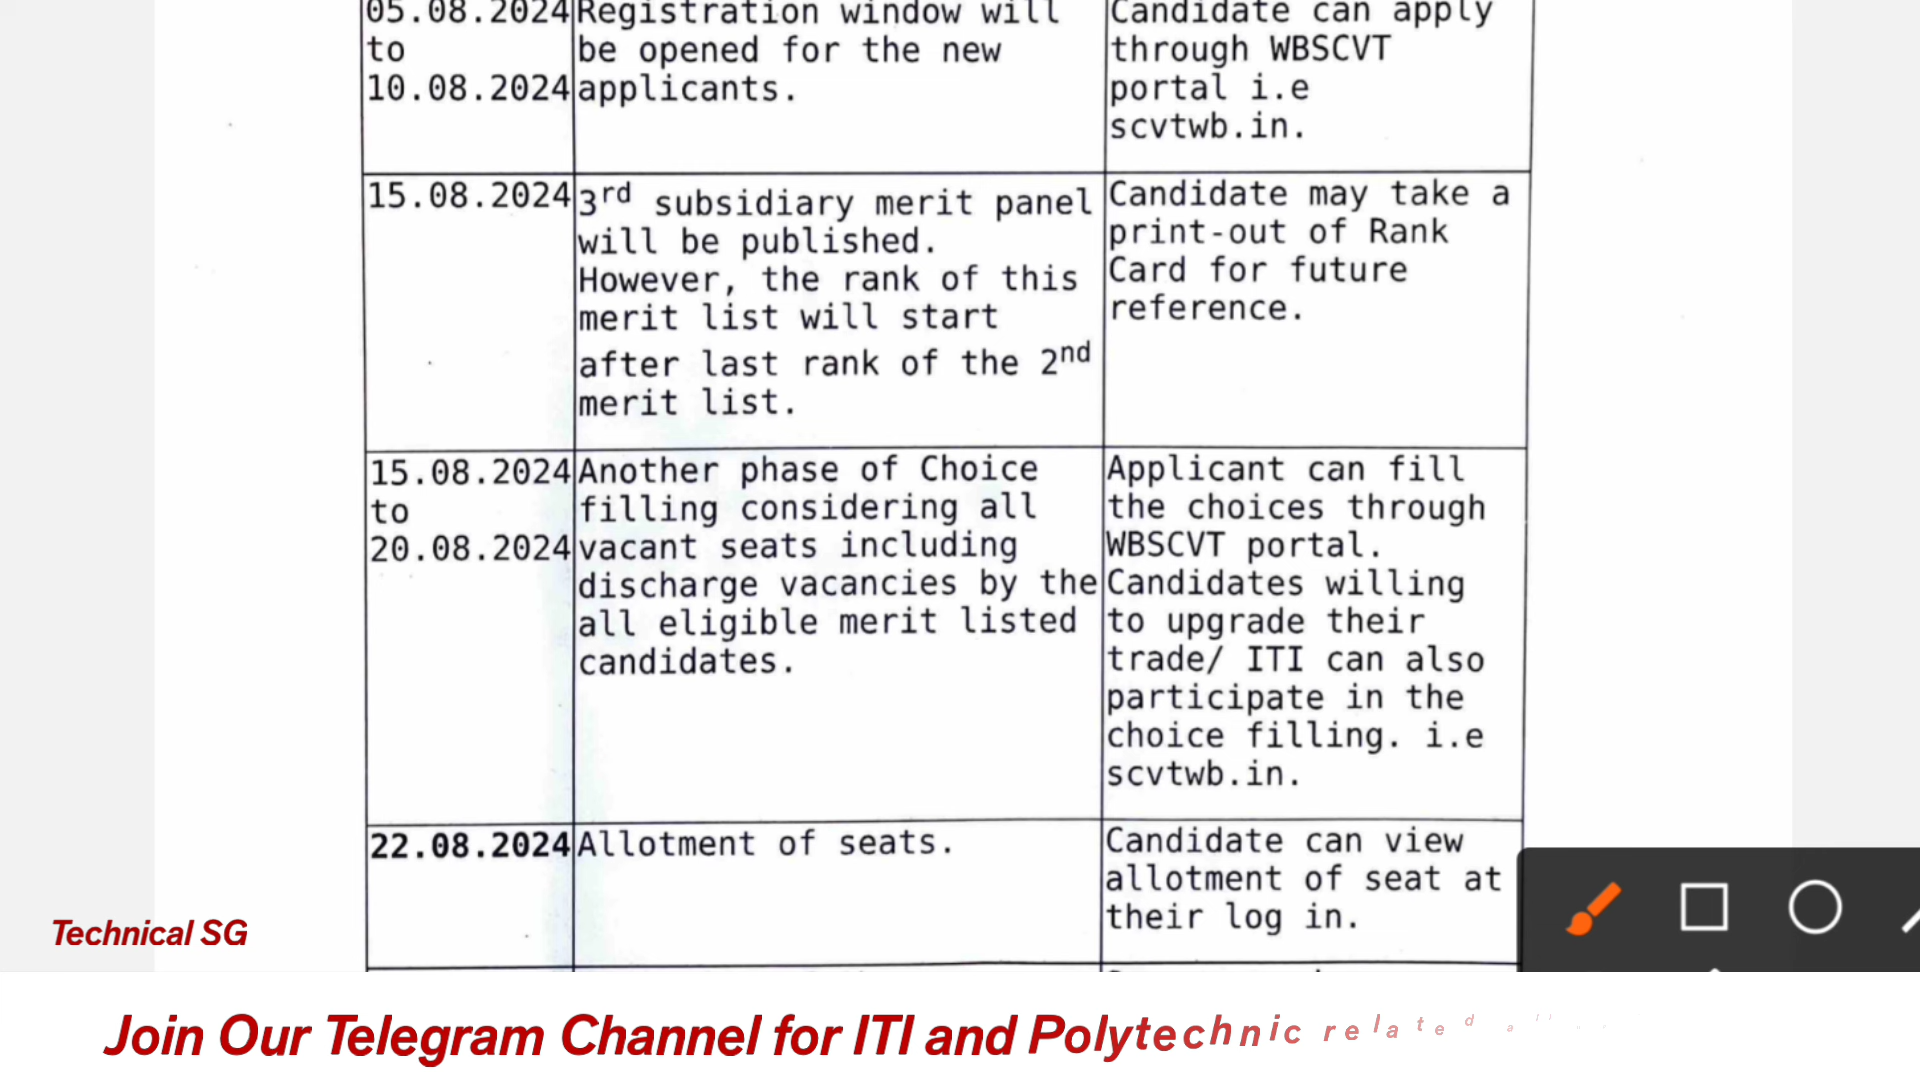 05.08.2024
to
10.08.2024
Registration window will
be opened for the new
applicants.
Candidate can apply
through WBSCVT
portal i.e
scvtwb.in.
15.08.2024
3rd subsidiary merit panel
will be published.
However, the rank of this
merit list will start
after last rank of the 2nd
merit list.
Candidate may take a
print-out of Rank
Card for future
reference.
15.08.2024
to
20.08.2024
Another phase of Choice
filling considering all
vacant seats including
discharge vacancies by the
all eligible merit listed
candidates.
Applicant can fill
the choices through
WBSCVT portal.
Candidates willing
to upgrade their
trade/ ITI can also
participate in the
choice filling. i.e
scvtwb.in.
22.08.2024
Allotment of seats.
Candidate can view
allotment of seat at
their log in.
Technical SG
Join Our Telegram Channel for ITI and Polytechnic related